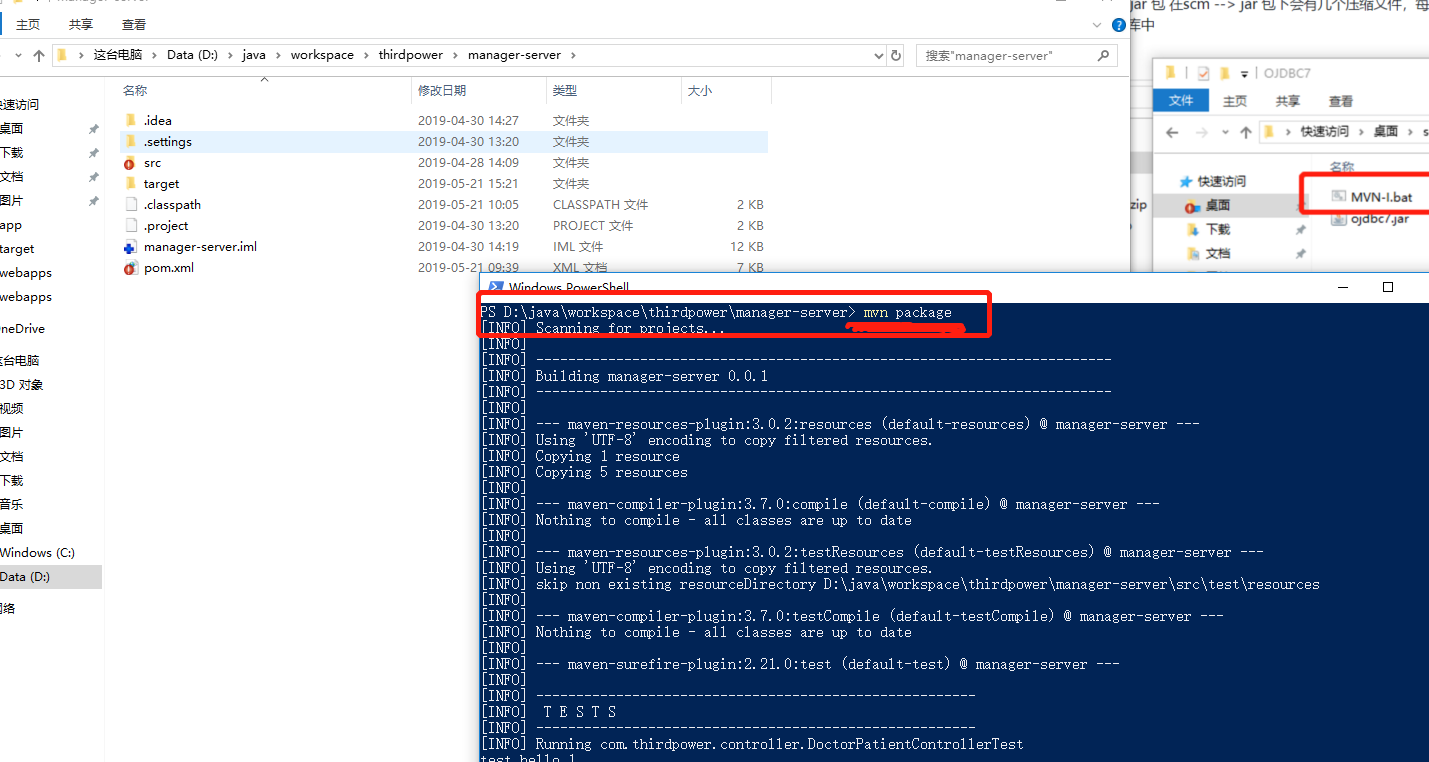 主页 共享 查看
这台电脑 > Data (D:) > java > workspace > thirdpower > manager-server >
搜索"manager-server"
名称 修改日期 类型 大小
快速访问
桌面
下载
文档
图片
app
target
webapps
webapps
OneDrive
这台电脑
3D 对象
视频
图片
文档
下载
音乐
桌面
Windows (C:)
Data (D:)
网络
.idea 2019-04-30 14:27 文件夹
.settings 2019-04-30 13:20 文件夹
src 2019-04-28 14:09 文件夹
target 2019-05-21 15:21 文件夹
.classpath 2019-05-21 10:05 CLASSPATH 文件 2 KB
.project 2019-04-30 13:20 PROJECT 文件 2 KB
manager-server.iml 2019-04-30 14:19 IML 文件 12 KB
pom.xml 2019-05-21 09:39 XML 文档 7 KB
jar 包 在scm --> jar 包下会有几个压缩文件，每
库中
zip
OJDBC7
文件 主页 共享 查看
快速访问 > 桌面 > s
名称
快速访问
桌面
下载
文档
MVN-I.bat
ojdbc7.jar
Windows PowerShell
PS D:\java\workspace\thirdpower\manager-server> mvn package
[INFO] Scanning for projects...
[INFO]
[INFO] ------------------------------------------------------------------------
[INFO] Building manager-server 0.0.1
[INFO] ------------------------------------------------------------------------
[INFO]
[INFO] --- maven-resources-plugin:3.0.2:resources (default-resources) @ manager-server ---
[INFO] Using 'UTF-8' encoding to copy filtered resources.
[INFO] Copying 1 resource
[INFO] Copying 5 resources
[INFO]
[INFO] --- maven-compiler-plugin:3.7.0:compile (default-compile) @ manager-server ---
[INFO] Nothing to compile - all classes are up to date
[INFO]
[INFO] --- maven-resources-plugin:3.0.2:testResources (default-testResources) @ manager-server ---
[INFO] Using 'UTF-8' encoding to copy filtered resources.
[INFO] skip non existing resourceDirectory D:\java\workspace\thirdpower\manager-server\src\test\resources
[INFO]
[INFO] --- maven-compiler-plugin:3.7.0:testCompile (default-testCompile) @ manager-server ---
[INFO] Nothing to compile - all classes are up to date
[INFO]
[INFO] --- maven-surefire-plugin:2.21.0:test (default-test) @ manager-server ---
[INFO]
[INFO] -------------------------------------------------------
[INFO] T E S T S
[INFO] -------------------------------------------------------
[INFO] Running com.thirdpower.controller.DoctorPatientControllerTest
test hello 1